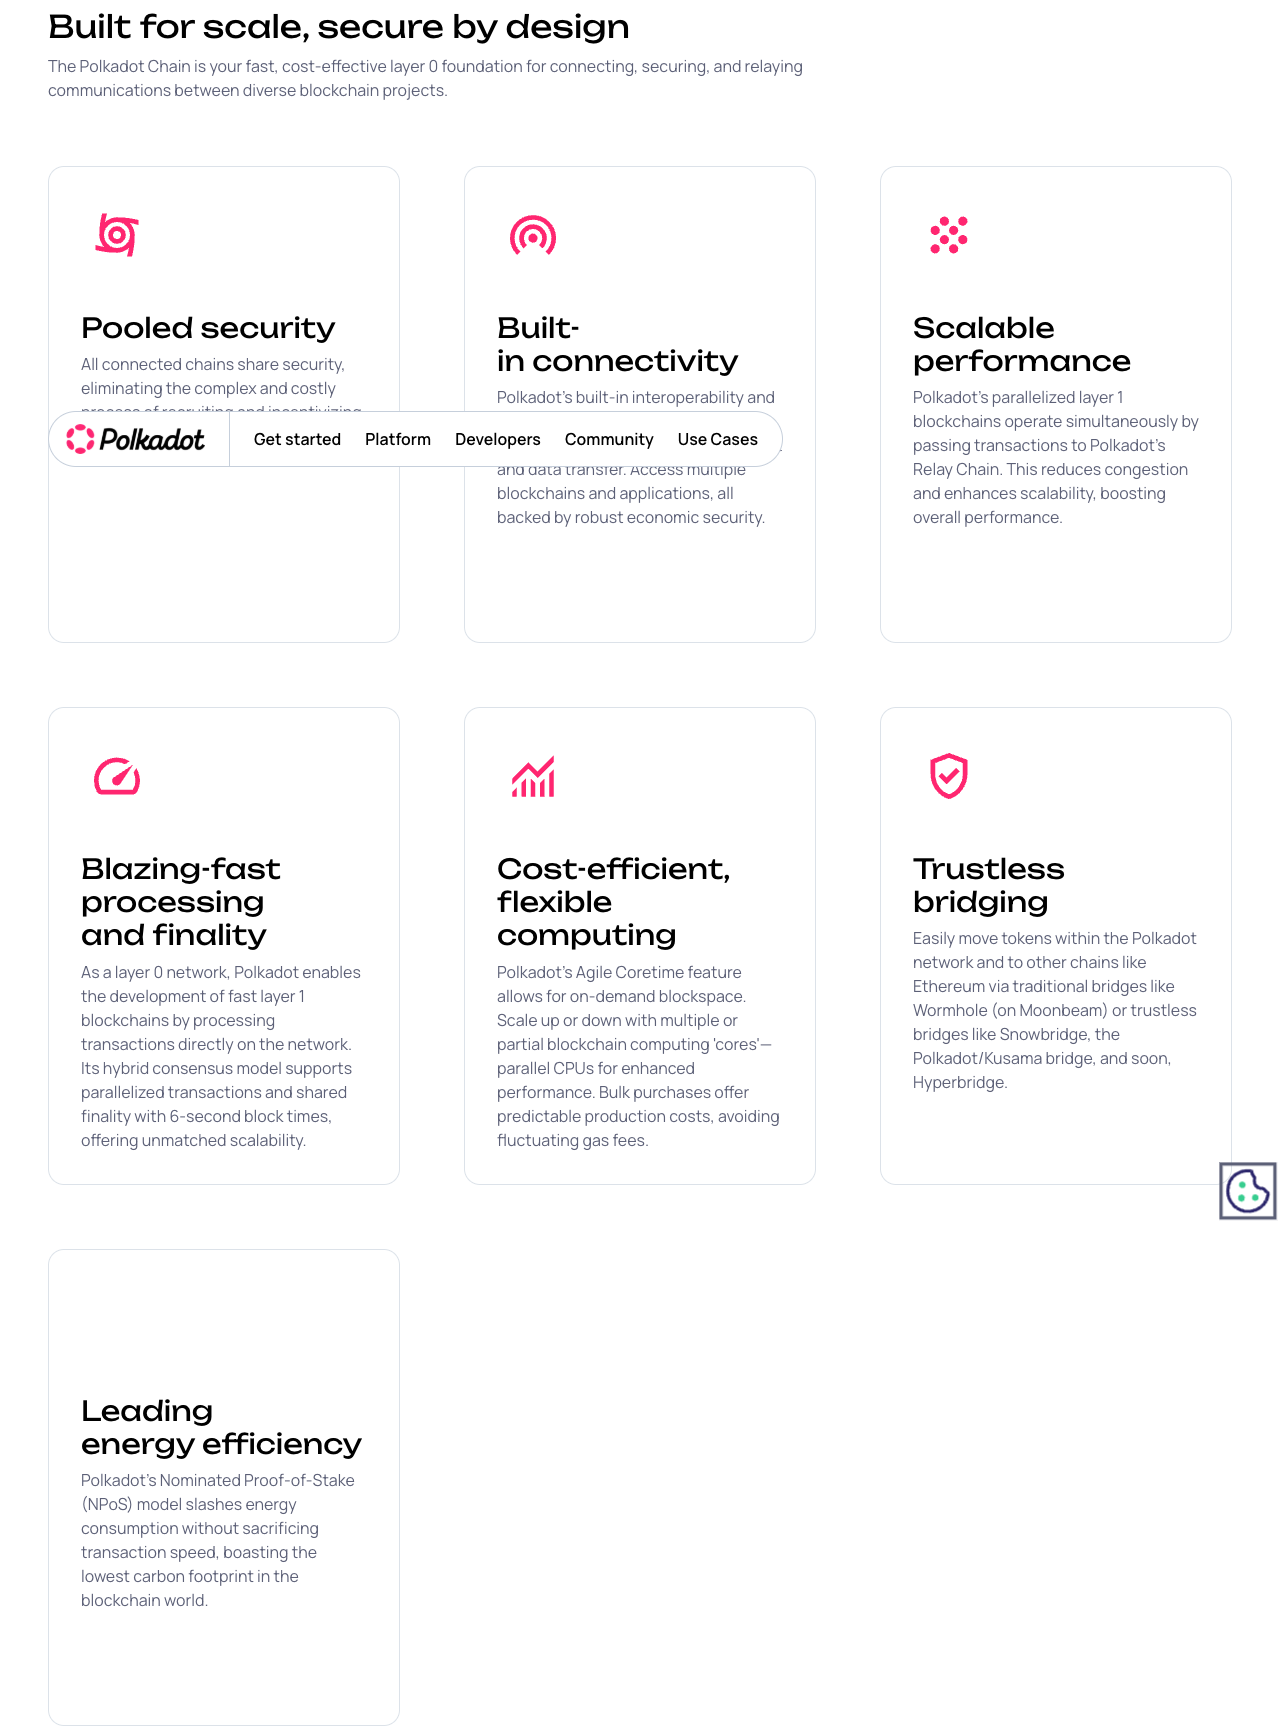 Built for scale, secure by design
The Polkadot Chain is your fast, cost-effective layer 0 foundation for connecting, securing, and relaying
communications between diverse blockchain projects.
Pooled security
All connected chains share security,
eliminating the complex and costly
process of recruiting and incentivizing
Built-
in connectivity
Polkadot's built-in interoperability and
and data transfer. Access multiple
blockchains and applications, all
backed by robust economic security.
Scalable
performance
Polkadot's parallelized layer 1
blockchains operate simultaneously by
passing transactions to Polkadot's
Relay Chain. This reduces congestion
and enhances scalability, boosting
overall performance.
Polkadot
Get started
Platform
Developers
Community
Use Cases
Blazing-fast
processing
and finality
As a layer 0 network, Polkadot enables
the development of fast layer 1
blockchains by processing
transactions directly on the network.
Its hybrid consensus model supports
parallelized transactions and shared
finality with 6-second block times,
offering unmatched scalability.
Cost-efficient,
flexible
computing
Polkadot's Agile Coretime feature
allows for on-demand blockspace.
Scale up or down with multiple or
partial blockchain computing 'cores'—
parallel CPUs for enhanced
performance. Bulk purchases offer
predictable production costs, avoiding
fluctuating gas fees.
Trustless
bridging
Easily move tokens within the Polkadot
network and to other chains like
Ethereum via traditional bridges like
Wormhole (on Moonbeam) or trustless
bridges like Snowbridge, the
Polkadot/Kusama bridge, and soon,
Hyperbridge.
Leading
energy efficiency
Polkadot's Nominated Proof-of-Stake
(NPoS) model slashes energy
consumption without sacrificing
transaction speed, boasting the
lowest carbon footprint in the
blockchain world.